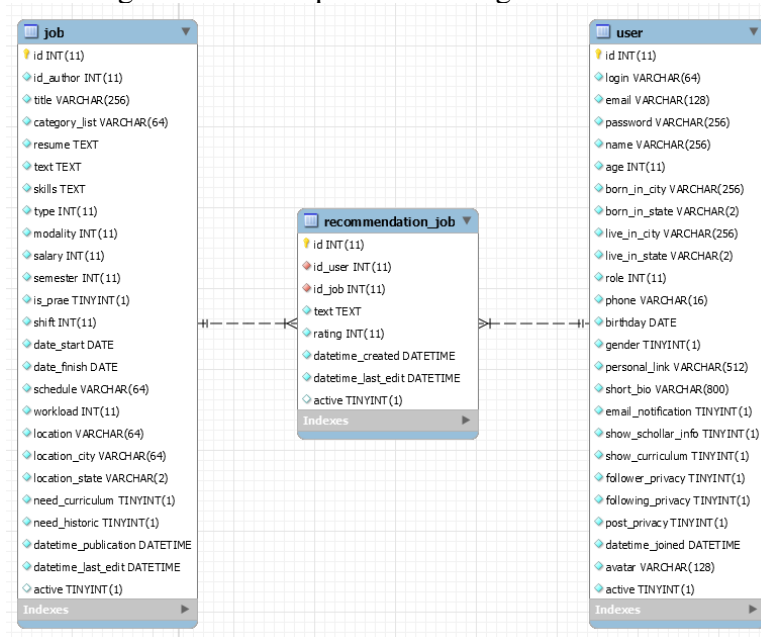 job
id INT(11)
id_author INT(11)
title VARCHAR(256)
category_list VARCHAR(64)
resume TEXT
text TEXT
skills TEXT
type INT(11)
modality INT(11)
salary INT(11)
semester INT(11)
is_prae TINYINT(1)
shift INT(11)
date_start DATE
date_finish DATE
schedule VARCHAR(64)
workload INT(11)
location VARCHAR(64)
location_city VARCHAR(64)
location_state VARCHAR(2)
need_curriculum TINYINT(1)
need_historic TINYINT(1)
datetime_publication DATETIME
datetime_last_edit DATETIME
active TINYINT(1)
Indexes
recommendation_job
id INT(11)
id_user INT(11)
id_job INT(11)
text TEXT
rating INT(11)
datetime_created DATETIME
datetime_last_edit DATETIME
active TINYINT(1)
Indexes
user
id INT(11)
login VARCHAR(64)
email VARCHAR(128)
password VARCHAR(256)
name VARCHAR(256)
age INT(11)
born_in_city VARCHAR(256)
born_in_state VARCHAR(2)
live_in_city VARCHAR(256)
live_in_state VARCHAR(2)
role INT(11)
phone VARCHAR(16)
birthday DATE
gender TINYINT(1)
personal_link VARCHAR(512)
short_bio VARCHAR(800)
email_notification TINYINT(1)
show_schollar_info TINYINT(1)
show_curriculum TINYINT(1)
follower_privacy TINYINT(1)
following_privacy TINYINT(1)
post_privacy TINYINT(1)
datetime_joined DATETIME
avatar VARCHAR(128)
active TINYINT(1)
Indexes